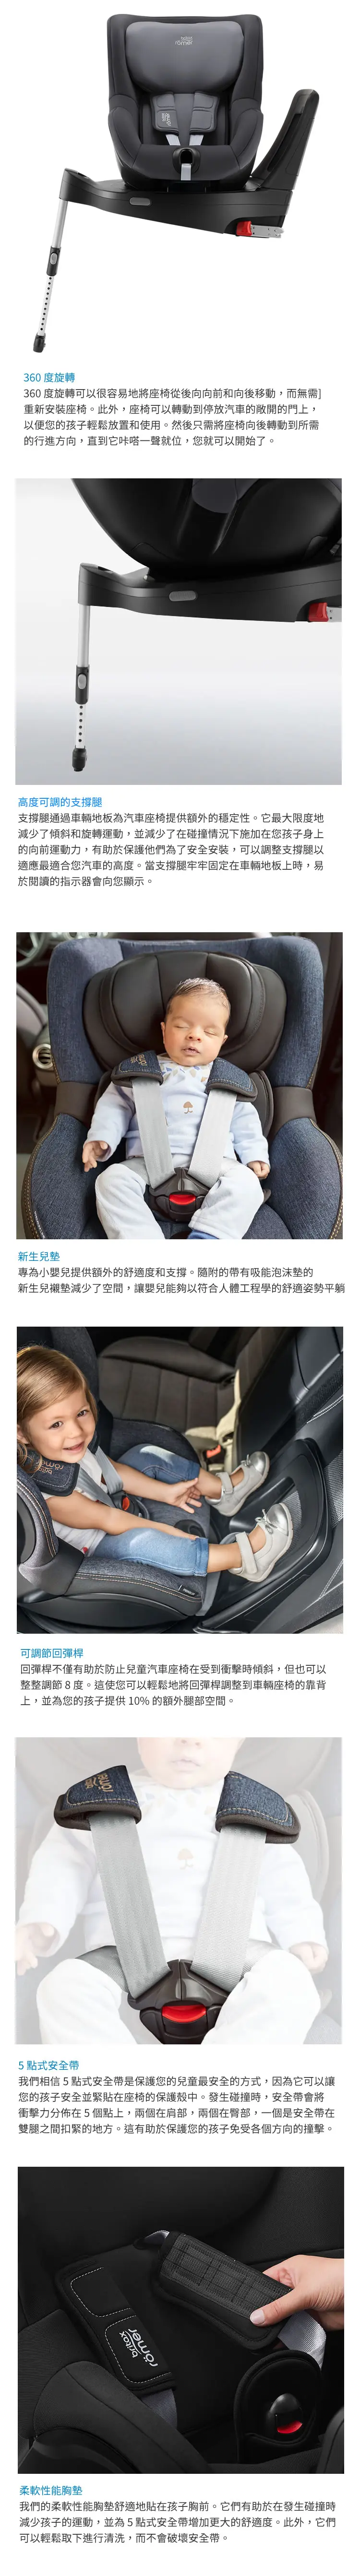 BRITAX
römer
360 度旋轉
360 度旋轉可以很容易地將座椅從後向向前和向後移動，而無需]
重新安裝座椅。此外，座椅可以轉動到停放汽車的敞開的門上，
以便您的孩子輕鬆放置和使用。然後只需將座椅向後轉動到所需
的行進方向，直到它咔嗒一聲就位，您就可以開始了。
高度可調的支撐腿
支撐腿通過車輛地板為汽車座椅提供額外的穩定性。它最大限度地
減少了傾斜和旋轉運動，並減少了在碰撞情況下施加在您孩子身上
的向前運動力，有助於保護他們為了安全安裝，可以調整支撐腿以
適應最適合您汽車的高度。當支撐腿牢牢固定在車輛地板上時，易
於閱讀的指示器會向您顯示。
新生兒墊
專為小嬰兒提供額外的舒適度和支撐。隨附的帶有吸能泡沫墊的
新生兒襯墊減少了空間，讓嬰兒能夠以符合人體工程學的舒適姿勢平躺
britax
römer
可調節回彈桿
回彈桿不僅有助於防止兒童汽車座椅在受到衝擊時傾斜，但也可以
整整調節 8 度。這使您可以輕鬆地將回彈桿調整到車輛座椅的靠背
上，並為您的孩子提供 10% 的額外腿部空間。
britax
römer
5 點式安全帶
我們相信 5 點式安全帶是保護您的兒童最安全的方式，因為它可以讓
您的孩子安全並緊貼在座椅的保護殼中。發生碰撞時，安全帶會將
衝擊力分佈在 5 個點上，兩個在肩部，兩個在臀部，一個是安全帶在
雙腿之間扣緊的地方。這有助於保護您的孩子免受各個方向的撞擊。
britax
römer
柔軟性能胸墊
我們的柔軟性能胸墊舒適地貼在孩子胸前。它們有助於在發生碰撞時
減少孩子的運動，並為 5 點式安全帶增加更大的舒適度。此外，它們
可以輕鬆取下進行清洗，而不會破壞安全帶。